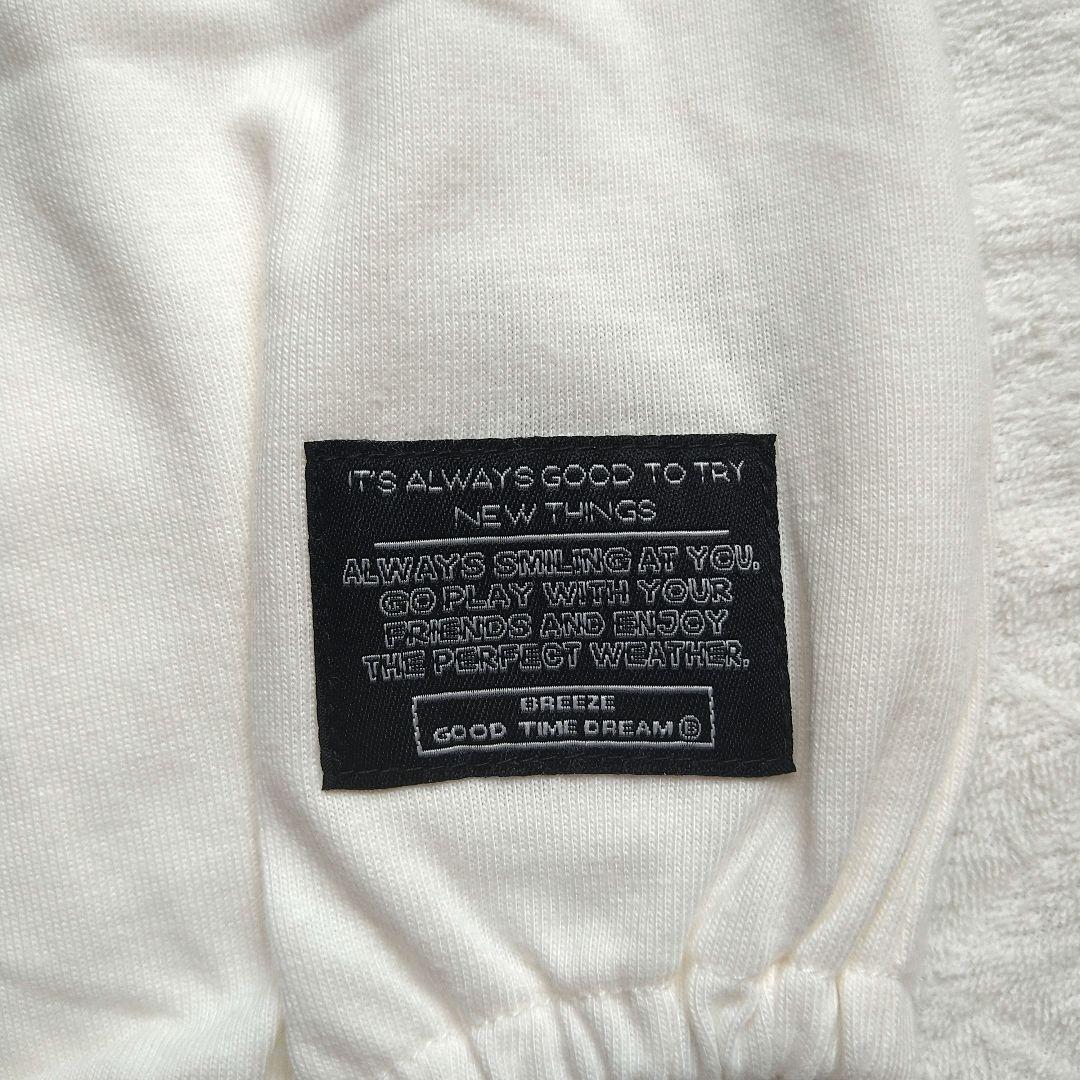 IT'S ALWAYS GOOD TO TRY
NEW THINGS
ALWAYS SMILING AT YOU.
GO PLAY WITH YOUR
FRIENDS AND ENJOY
THE PERFECT WEATHER.
BREEZE
GOOD TIME DREAM Ⓑ